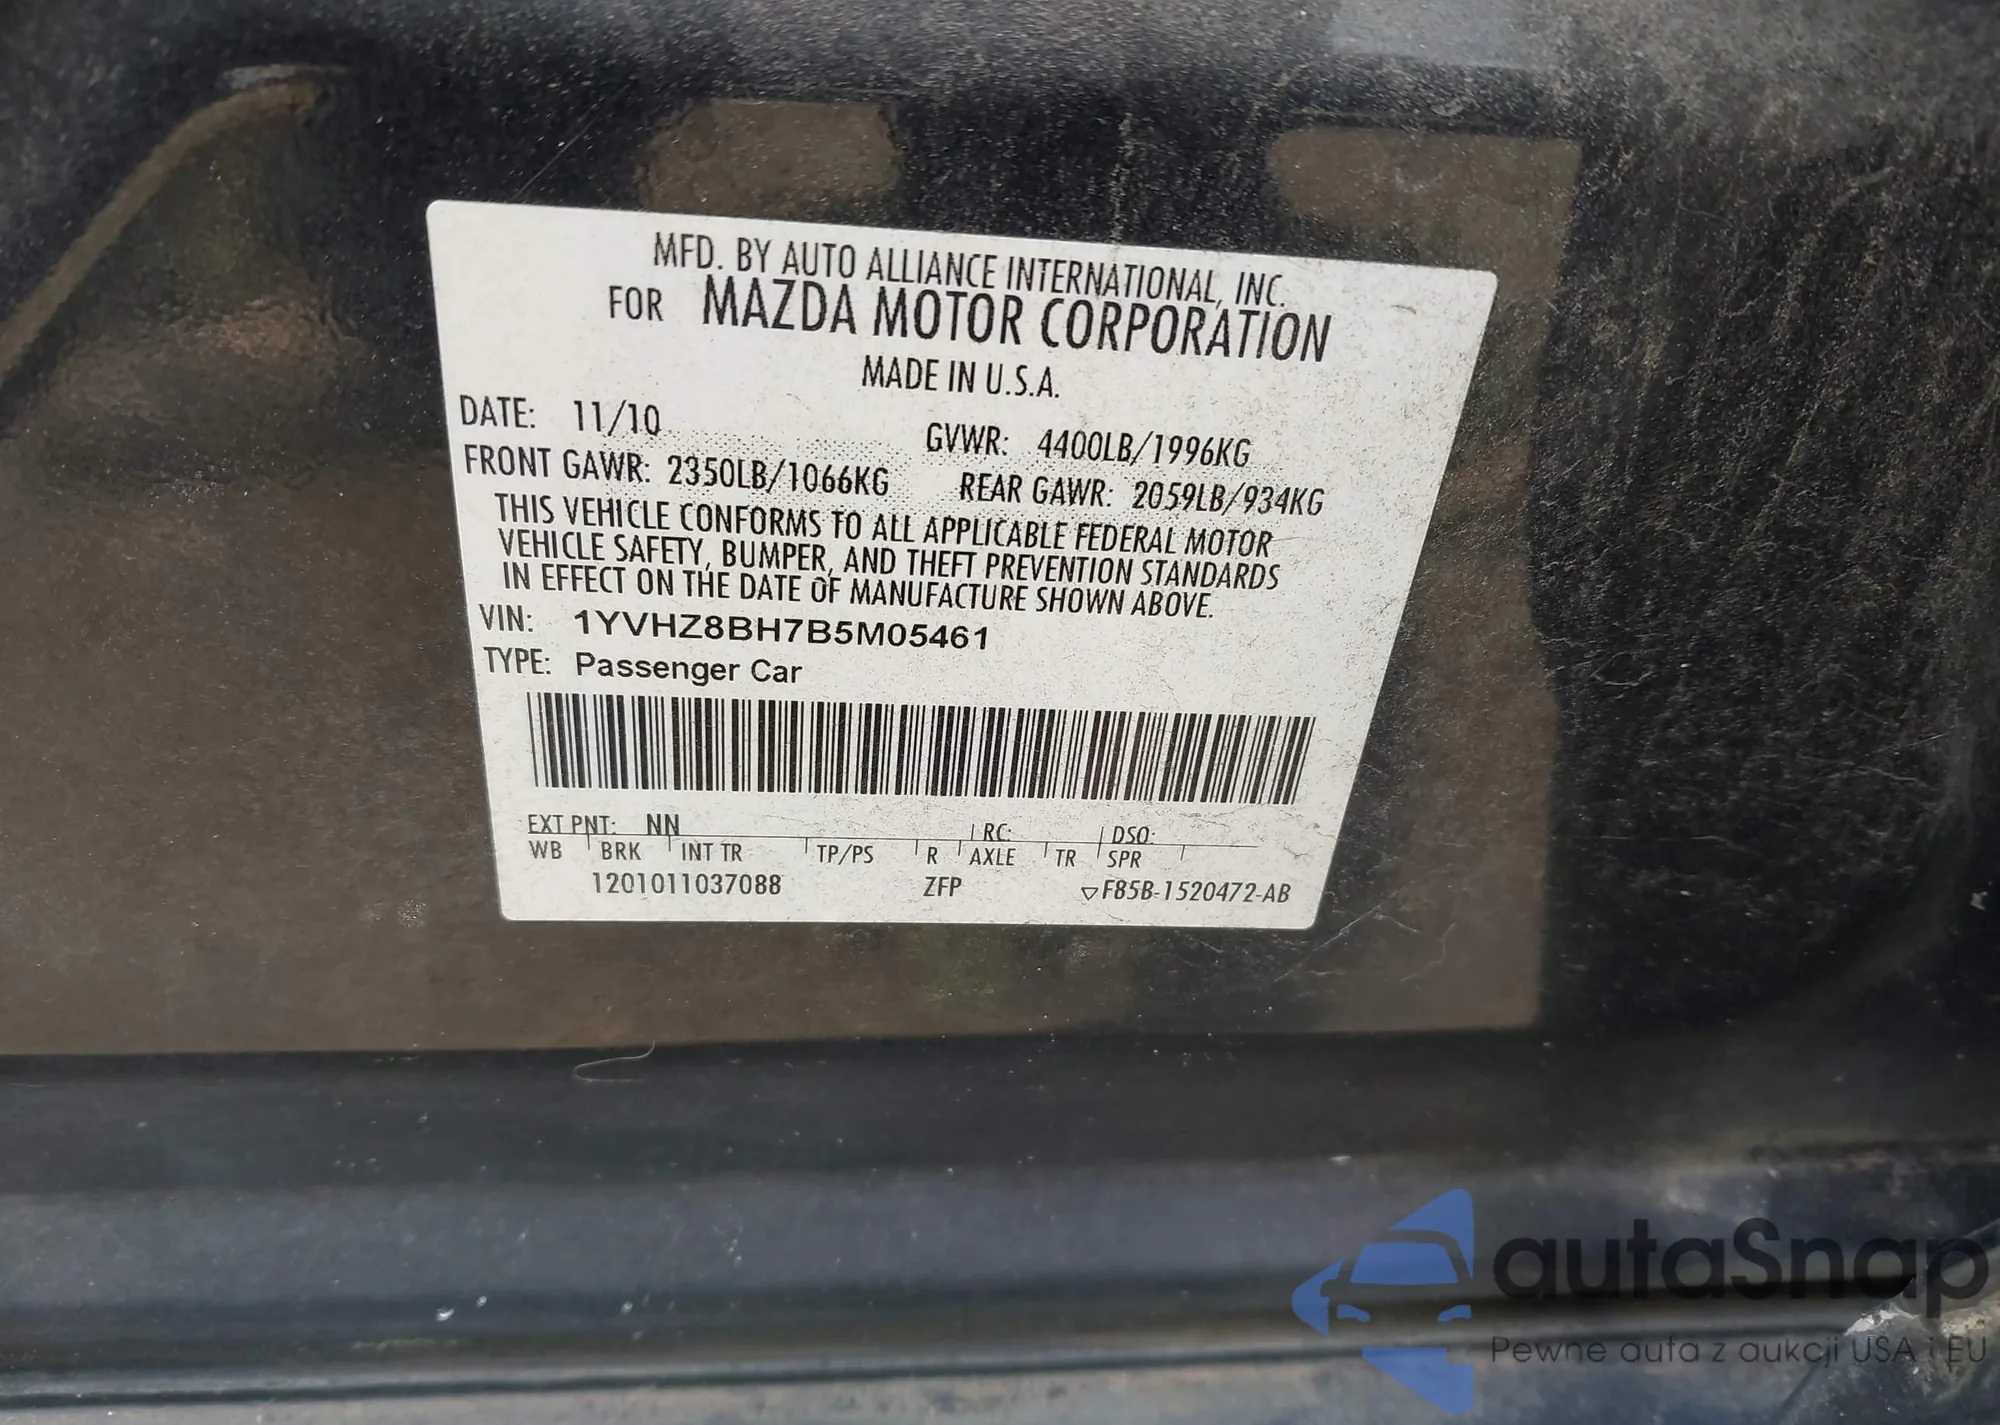 MFD. BY AUTO ALLIANCE INTERNATIONAL, INC.
FOR MAZDA MOTOR CORPORATION
MADE IN U.S.A.
DATE: 11/10 GVWR: 4400LB/1996KG
FRONT GAWR: 2350LB/1066KG REAR GAWR: 2059LB/934KG
THIS VEHICLE CONFORMS TO ALL APPLICABLE FEDERAL MOTOR
VEHICLE SAFETY, BUMPER, AND THEFT PREVENTION STANDARDS
IN EFFECT ON THE DATE OF MANUFACTURE SHOWN ABOVE.
VIN: 1YVHZ8BH7B5M05461
TYPE: Passenger Car
EXT PNT: NN RC: DSO:
WB BRK INT TR TP/PS R AXLE TR SPR
1201011037088 ZFP ▽F85B-1520472-AB
autaSnap
Pewne auta z aukcji USA i EU